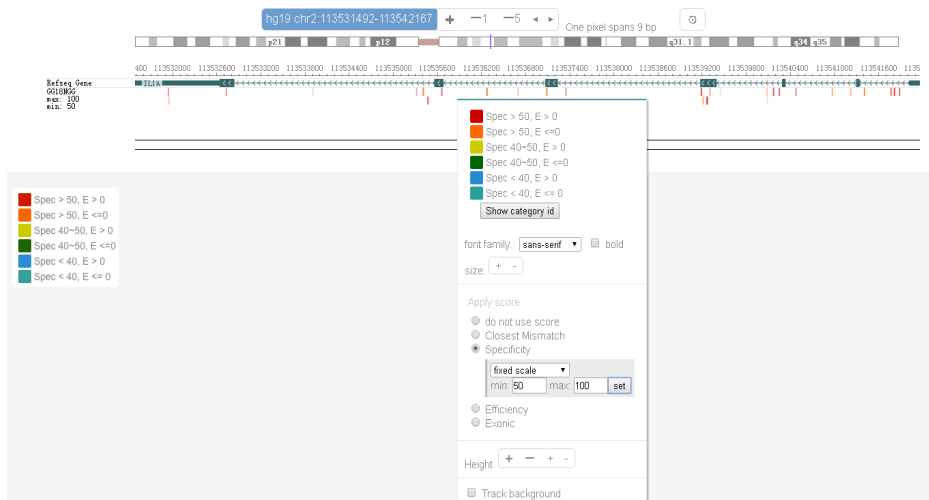 hg19 chr2:113531492-113542167 + −1 −5 ◂ ▸ One pixel spans 9 bp
p21 p12 q31.1 q34 q35
400 113532000 113532600 113533200 113533800 113534400 113535000 113535600 113536200 113536800 113537400 113538000 113538600 113539200 113539800 113540400 113541000 113541600 11354
Refseq Gene
GG18NGG
max: 100
min: 50
Spec > 50, E > 0
Spec > 50, E <=0
Spec 40~50, E > 0
Spec 40~50, E <=0
Spec < 40, E > 0
Spec < 40, E <= 0
Show category id
font family: sans-serif ▼ bold
size: + -
Apply score
do not use score
Closest Mismatch
Specificity
fixed scale ▼
min: 50 max: 100 set
Efficiency
Exonic
Height + − + -
Track background
Spec > 50, E > 0
Spec > 50, E <=0
Spec 40~50, E > 0
Spec 40~50, E <=0
Spec < 40, E > 0
Spec < 40, E <= 0